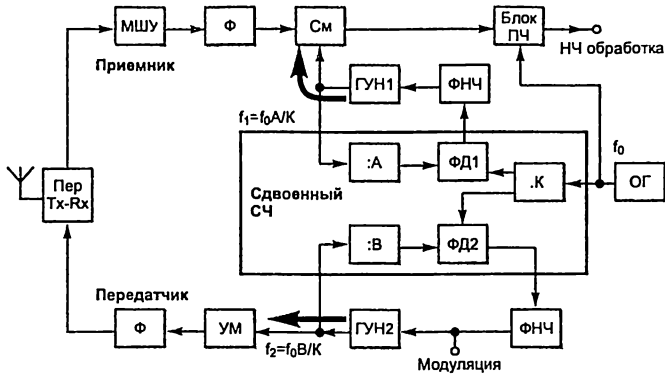 МШУ
Ф
См
Блок
ПЧ
НЧ обработка
Приемник
ГУН1
ФНЧ
f₁=f₀A/K
f₀
:A
ФД1
.K
ОГ
Пер
Tx-Rx
Сдвоенный
СЧ
:B
ФД2
Передатчик
Ф
УМ
ГУН2
ФНЧ
f₂=f₀B/K
Модуляция